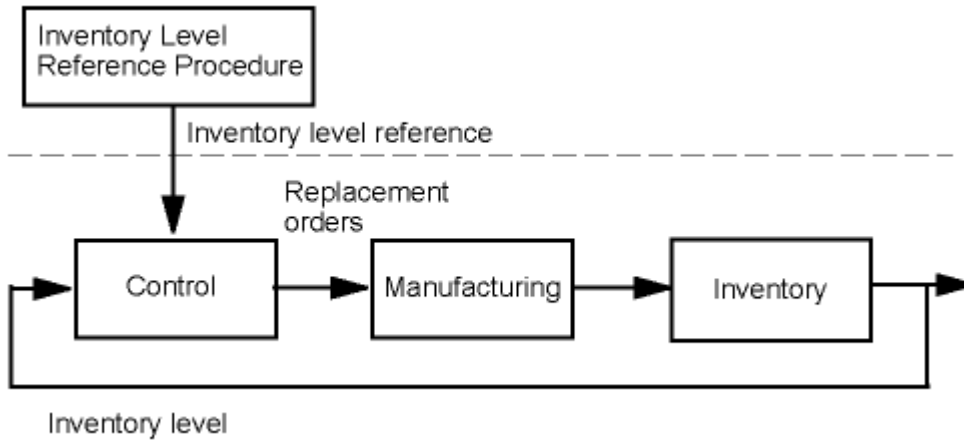 Inventory Level
Reference Procedure
Inventory level reference
Replacement
orders
Control
Manufacturing
Inventory
Inventory level